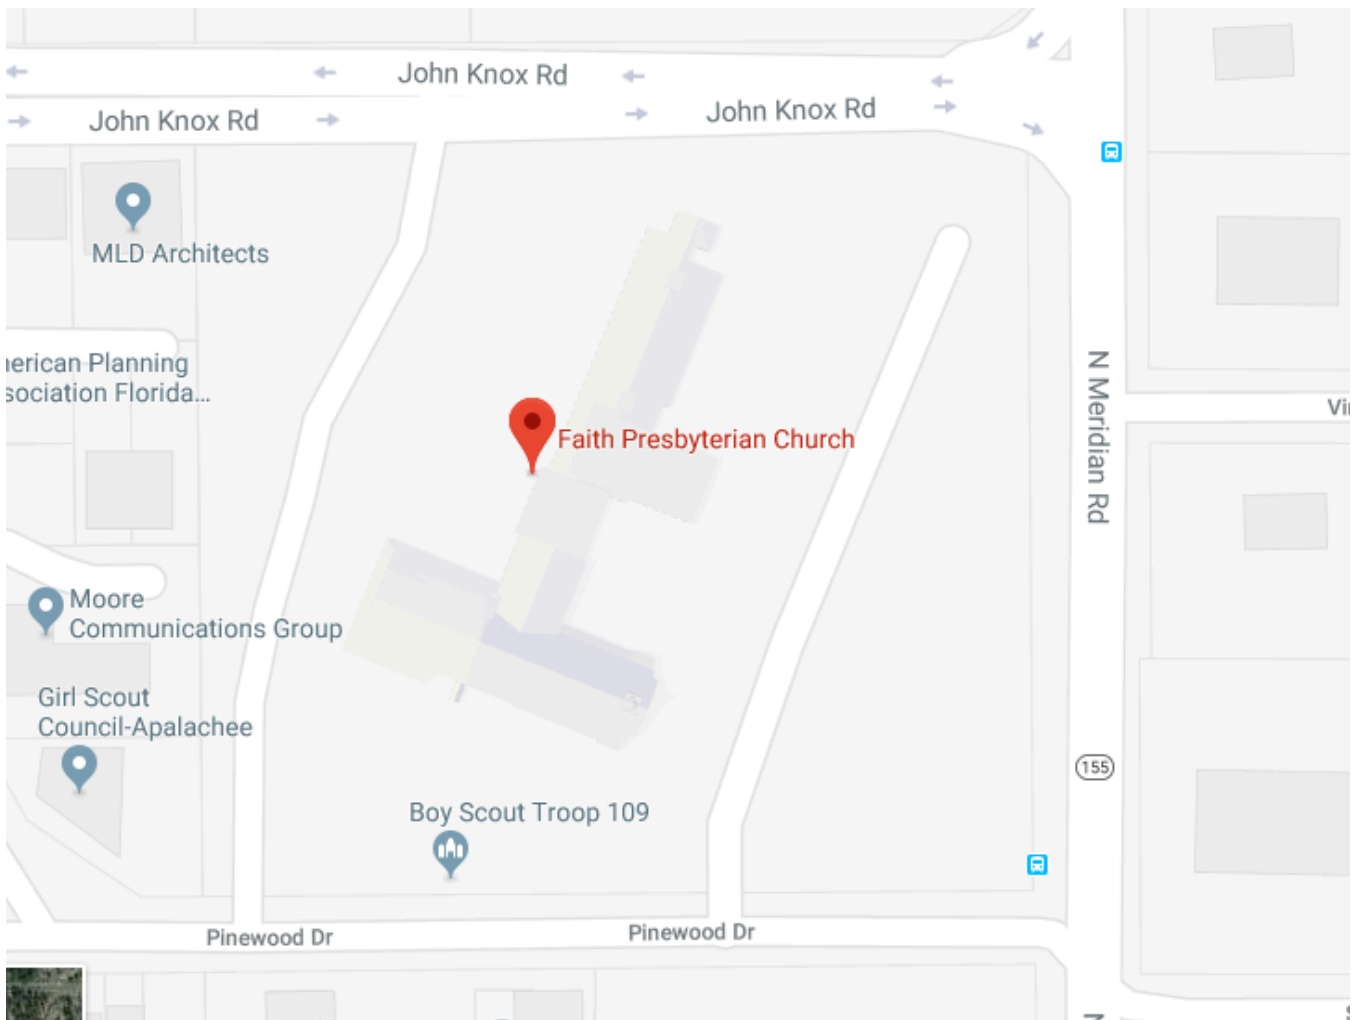 John Knox Rd
John Knox Rd
John Knox Rd
MLD Architects
erican Planning
sociation Florida...
N Meridian Rd
Vi
Faith Presbyterian Church
Moore
Communications Group
Girl Scout
Council-Apalachee
155
Boy Scout Troop 109
Pinewood Dr
Pinewood Dr
N